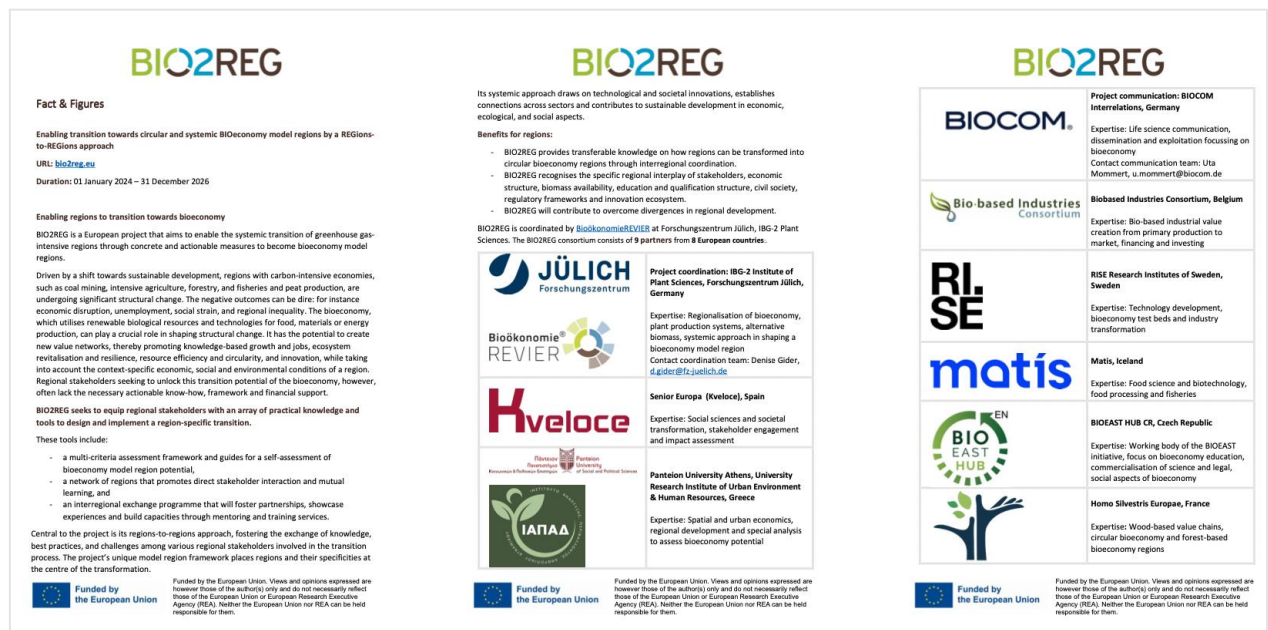 BIO2REG
Fact & Figures
Enabling transition towards circular and systemic BIOeconomy model regions by a REGions-
to-REGions approach
URL: bio2reg.eu
Duration: 01 January 2024 – 31 December 2026
Enabling regions to transition towards bioeconomy
BIO2REG is a European project that aims to enable the systemic transition of greenhouse gas-
intensive regions through concrete and actionable measures to become bioeconomy model
regions.
Driven by a shift towards sustainable development, regions with carbon-intensive economies,
such as coal mining, intensive agriculture, forestry, and fisheries and peat production, are
undergoing significant structural change. The negative outcomes can be dire: for instance
economic disruption, unemployment, social strain, and regional inequality. The bioeconomy,
which utilises renewable biological resources and technologies for food, materials or energy
production, can play a crucial role in shaping structural change. It has the potential to create
new value networks, thereby promoting knowledge-based growth and jobs, ecosystem
revitalisation and resilience, resource efficiency and circularity, and innovation, while taking
into account the context-specific economic, social and environmental conditions of a region.
Regional stakeholders seeking to unlock this transition potential of the bioeconomy, however,
often lack the necessary actionable know-how, framework and financial support.
BIO2REG seeks to equip regional stakeholders with an array of practical knowledge and
tools to design and implement a region-specific transition.
These tools include:
- a multi-criteria assessment framework and guides for a self-assessment of
bioeconomy model region potential,
- a network of regions that promotes direct stakeholder interaction and mutual
learning, and
- an interregional exchange programme that will foster partnerships, showcase
experiences and build capacities through mentoring and training services.
Central to the project is its regions-to-regions approach, fostering the exchange of knowledge,
best practices, and challenges among various regional stakeholders involved in the transition
process. The project's unique model region framework places regions and their specificities at
the centre of the transformation.
Funded by
the European Union
Funded by the European Union. Views and opinions expressed are
however those of the author(s) only and do not necessarily reflect
those of the European Union or European Research Executive
Agency (REA). Neither the European Union nor REA can be held
responsible for them.
BIO2REG
Its systemic approach draws on technological and societal innovations, establishes
connections across sectors and contributes to sustainable development in economic,
ecological, and social aspects.
Benefits for regions:
- BIO2REG provides transferable knowledge on how regions can be transformed into
circular bioeconomy regions through interregional coordination.
- BIO2REG recognises the specific regional interplay of stakeholders, economic
structure, biomass availability, education and qualification structure, civil society,
regulatory frameworks and innovation ecosystem.
- BIO2REG will contribute to overcome divergences in regional development.
BIO2REG is coordinated by BioökonomieREVIER at Forschungszentrum Jülich, IBG-2 Plant
Sciences. The BIO2REG consortium consists of 9 partners from 8 European countries.
JÜLICH
Forschungszentrum
Bioökonomie®
REVIER
Project coordination: IBG-2 Institute of
Plant Sciences, Forschungszentrum Jülich,
Germany
Expertise: Regionalisation of bioeconomy,
plant production systems, alternative
biomass, systemic approach in shaping a
bioeconomy model region
Contact coordination team: Denise Gider,
d.gider@fz-juelich.de
Kveloce
Senior Europa (Kveloce), Spain
Expertise: Social sciences and societal
transformation, stakeholder engagement
and impact assessment
Πάντειον Panteion
Πανεπιστήμιο University
Κοινωνικών & Πολιτικών Επιστημών of Social and Political Sciences
ΙΑΠΑΔ
Panteion University Athens, University
Research Institute of Urban Environment
& Human Resources, Greece
Expertise: Spatial and urban economics,
regional development and special analysis
to assess bioeconomy potential
Funded by
the European Union
Funded by the European Union. Views and opinions expressed are
however those of the author(s) only and do not necessarily reflect
those of the European Union or European Research Executive
Agency (REA). Neither the European Union nor REA can be held
responsible for them.
BIO2REG
BIOCOM®
Project communication: BIOCOM
Interrelations, Germany
Expertise: Life science communication,
dissemination and exploitation focussing on
bioeconomy
Contact communication team: Uta
Mommert, u.mommert@biocom.de
Bio-based Industries
Consortium
Biobased Industries Consortium, Belgium
Expertise: Bio-based industrial value
creation from primary production to
market, financing and investing
RI.
SE
RISE Research Institutes of Sweden,
Sweden
Expertise: Technology development,
bioeconomy test beds and industry
transformation
matís
Matis, Iceland
Expertise: Food science and biotechnology,
food processing and fisheries
EN
BIO
EAST
HUB
BIOEAST HUB CR, Czech Republic
Expertise: Working body of the BIOEAST
initiative, focus on bioeconomy education,
commercialisation of science and legal,
social aspects of bioeconomy
Homo Silvestris Europae, France
Expertise: Wood-based value chains,
circular bioeconomy and forest-based
bioeconomy regions
Funded by
the European Union
Funded by the European Union. Views and opinions expressed are
however those of the author(s) only and do not necessarily reflect
those of the European Union or European Research Executive
Agency (REA). Neither the European Union nor REA can be held
responsible for them.